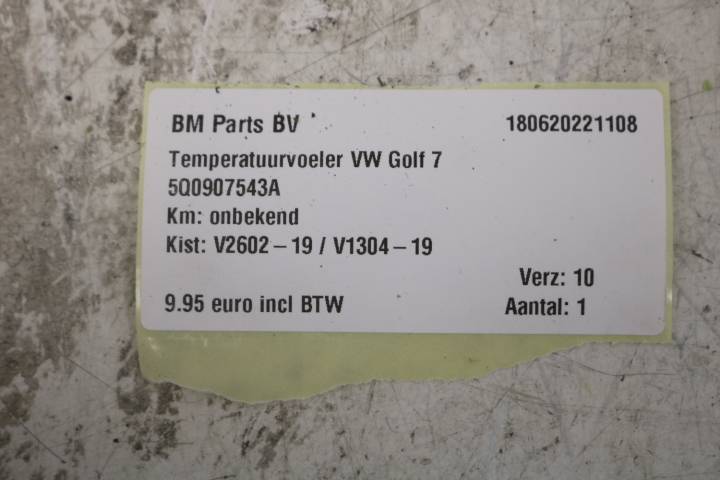 BM Parts BV 180620221108
Temperatuurvoeler VW Golf 7
5Q0907543A
Km: onbekend
Kist: V2602-19 / V1304-19
Verz: 10
9.95 euro incl BTW Aantal: 1